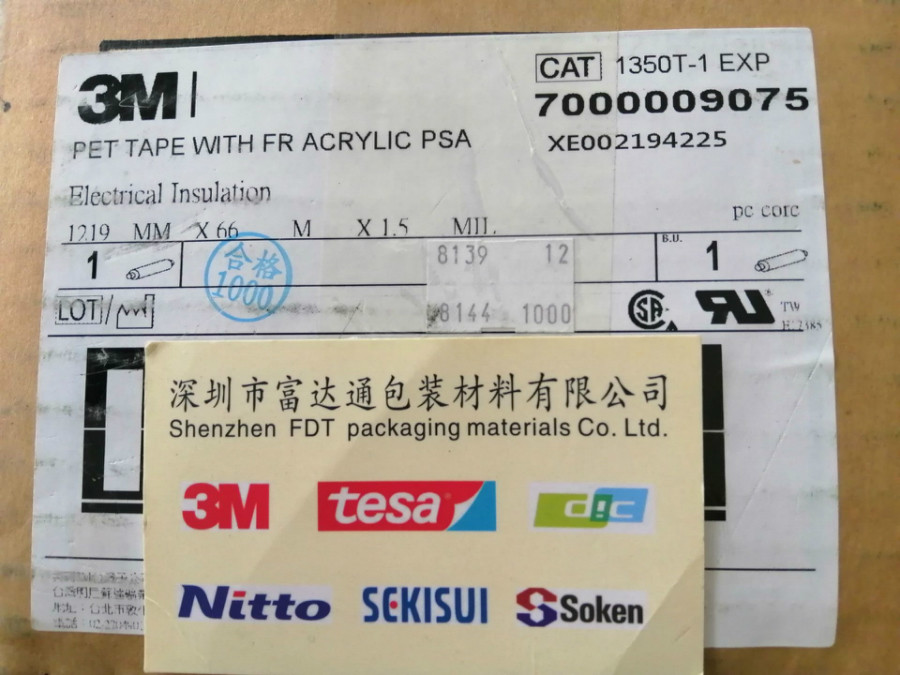 3M
CAT 1350T-1 EXP
7000009075
PET TAPE WITH FR ACRYLIC PSA
XE002194225
Electrical Insulation
1219 MM X 66 M X 1.5 MIL
pc core
1
合格
1000
8139 12
8144 1000
B.U.
1
LOT/
TW
深圳市富达通包装材料有限公司
Shenzhen FDT packaging materials Co. Ltd.
3M tesa dic
Nitto SEKISUI Soken